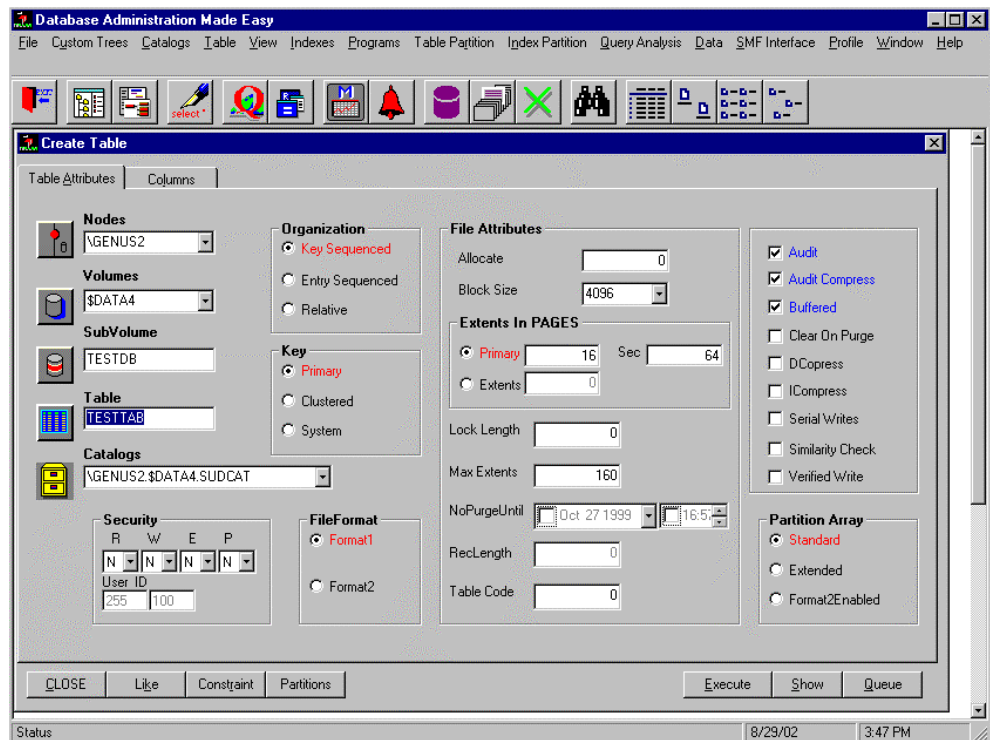 Database Administration Made Easy
File Custom Trees Catalogs Table View Indexes Programs Table Partition Index Partition Query Analysis Data SMF Interface Profile Window Help
EXIT
select *
Q
M
Create Table
Table Attributes
Columns
Nodes
\GENUS2
Volumes
$DATA4
SubVolume
TESTDB
Table
TESTTAB
Catalogs
\GENUS2.$DATA4.SUDCAT
Organization
Key Sequenced
Entry Sequenced
Relative
Key
Primary
Clustered
System
Security
R W E P
N N N N
User ID
255 100
FileFormat
Format1
Format2
File Attributes
Allocate 0
Block Size 4096
Extents In PAGES
Primary 16 Sec 64
Extents 0
Lock Length 0
Max Extents 160
NoPurgeUntil Oct 27 1999 16:57
RecLength 0
Table Code 0
Audit
Audit Compress
Buffered
Clear On Purge
DCopress
ICompress
Serial Writes
Similarity Check
Verified Write
Partition Array
Standard
Extended
Format2Enabled
CLOSE Like Constraint Partitions Execute Show Queue
Status 8/29/02 3:47 PM